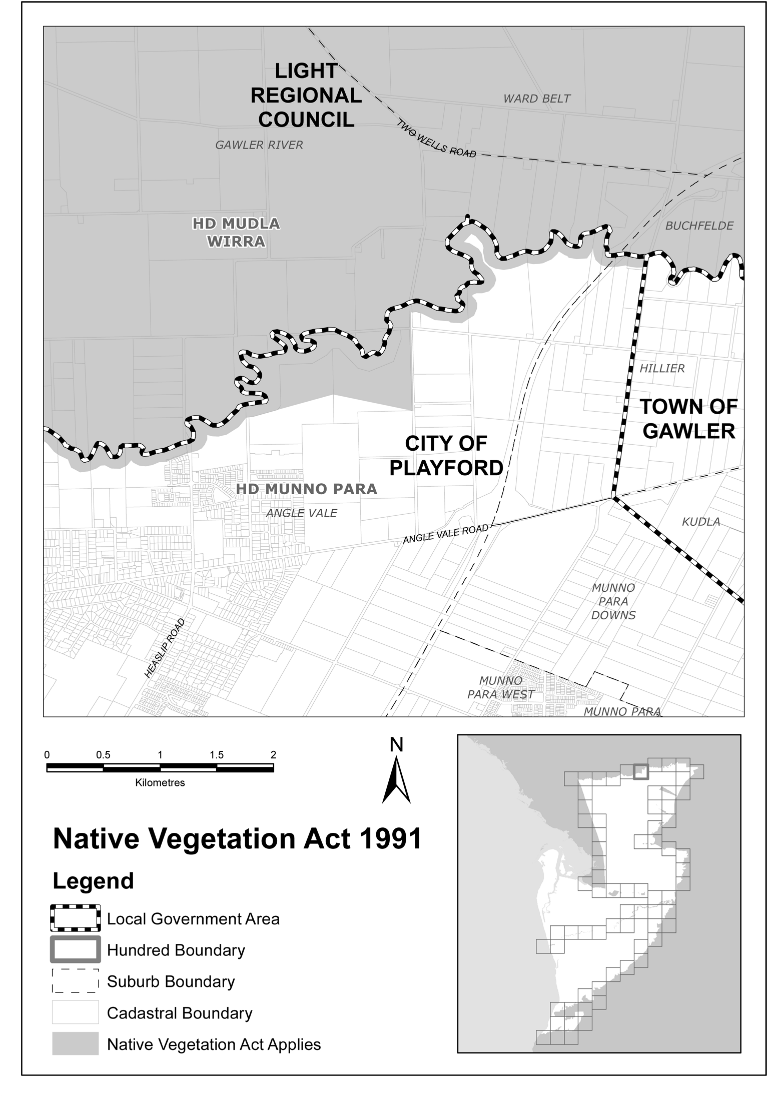 LIGHT
REGIONAL
COUNCIL
WARD BELT
TWO WELLS ROAD
GAWLER RIVER
HD MUDLA
WIRRA
BUCHFELDE
HILLIER
TOWN OF
GAWLER
CITY OF
PLAYFORD
HD MUNNO PARA
ANGLE VALE
ANGLE VALE ROAD
KUDLA
MUNNO
PARA
DOWNS
HEASLIP ROAD
MUNNO
PARA WEST
MUNNO PARA
0 0.5 1 1.5 2
Kilometres
N
Native Vegetation Act 1991
Legend
Local Government Area
Hundred Boundary
Suburb Boundary
Cadastral Boundary
Native Vegetation Act Applies